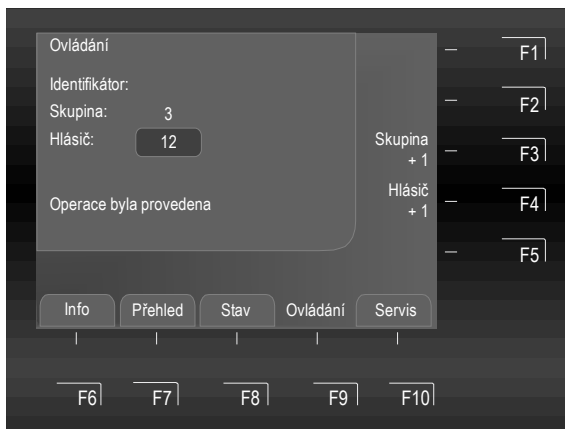 Ovládání
Identifikátor:
Skupina: 3
Hlásič: 12
Operace byla provedena
Skupina
+ 1
Hlásič
+ 1
F1
F2
F3
F4
F5
Info Přehled Stav Ovládání Servis
F6 F7 F8 F9 F10